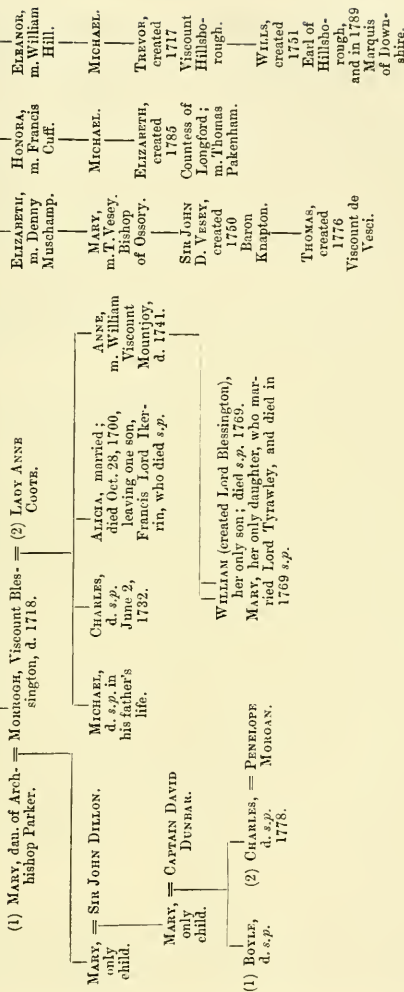 (1) MARY, dau. of Arch- = MORROGH, Viscount Bles- = (2) LADY ANNE
bishop Parker.
sington, d. 1718.
COOTE.
MARY, = SIR JOHN DILLON.
only
child.
MICHAEL,
d. s.p. in
his father's
life.
CHARLES,
d. s.p.
June 2,
1732.
ALICIA, married;
died Oct. 28, 1700,
leaving one son,
Francis Lord Iker-
rin, who died s.p.
ANNE,
m. William
Viscount
Mountjoy,
d. 1741.
MARY, = CAPTAIN DAVID
only
child.
DUNBAR.
(1) BOYLE,
d. s.p.
(2) CHARLES, = PENELOPE
d. s.p.
1778.
MORGAN.
WILLIAM (created Lord Blessington),
her only son; died s.p. 1769.
MARY, her only daughter, who mar-
ried Lord Tyrawley, and died in
1769 s.p.
ELIZABETH,
m. Denny
Muschamp.
MARY,
m. T. Vesey.
Bishop
of Ossory.
SIR JOHN
D. VESEY,
created
1750
Baron
Knapton.
THOMAS,
created
1776
Viscount de
Vesci.
HONORA,
m. Francis
Cuff.
MICHAEL.
ELIZABETH,
created
1785
Countess of
Longford;
m. Thomas
Pakenham.
ELEANOR,
m. William
Hill.
MICHAEL.
TREVOR,
created
1717
Viscount
Hillsbo-
rough.
WILLS,
created
1751
Earl of
Hillsbo-
rough,
and in 1789
Marquis
of Down-
shire.